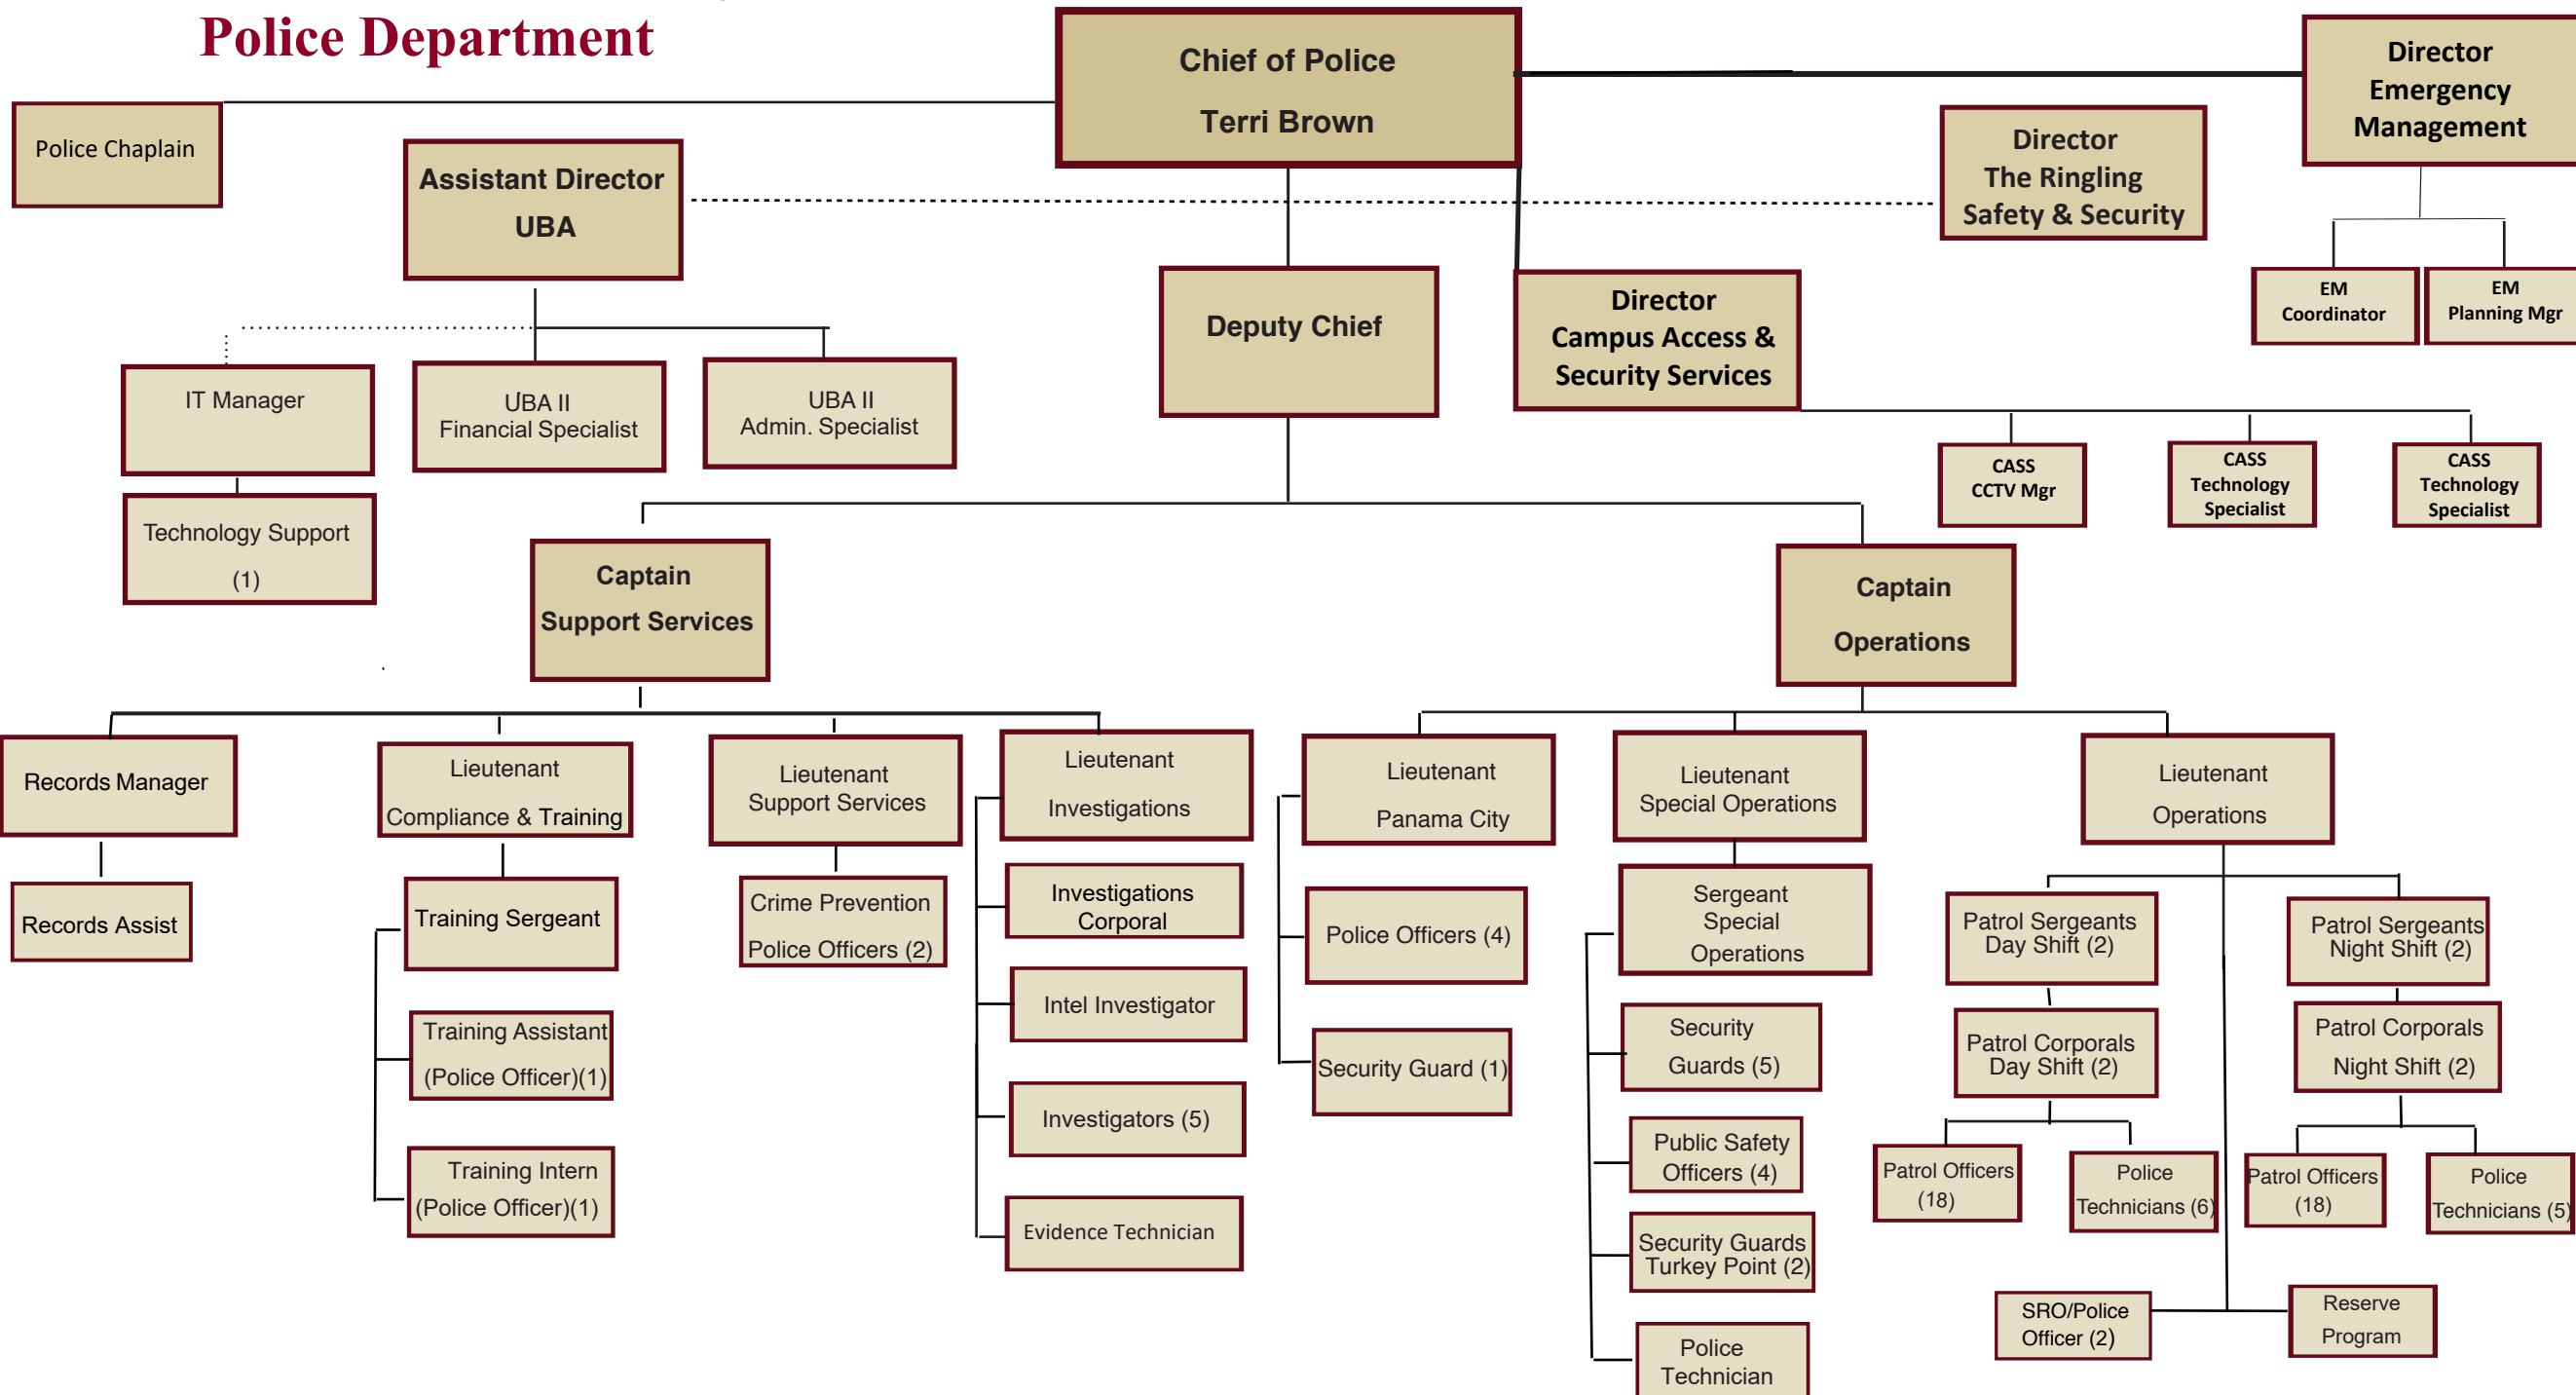 Police Department
Chief of Police
Terri Brown
Director
Emergency
Management
Police Chaplain
Assistant Director
UBA
Director
The Ringling
Safety & Security
Deputy Chief
Director
Campus Access &
Security Services
EM
Coordinator
EM
Planning Mgr
IT Manager
UBA II
Financial Specialist
UBA II
Admin. Specialist
Technology Support
(1)
CASS
CCTV Mgr
CASS
Technology
Specialist
CASS
Technology
Specialist
Captain
Support Services
Captain
Operations
Records Manager
Lieutenant
Compliance & Training
Lieutenant
Support Services
Lieutenant
Investigations
Lieutenant
Panama City
Lieutenant
Special Operations
Lieutenant
Operations
Records Assist
Training Sergeant
Training Assistant
(Police Officer)(1)
Training Intern
(Police Officer)(1)
Crime Prevention
Police Officers (2)
Investigations
Corporal
Intel Investigator
Investigators (5)
Evidence Technician
Police Officers (4)
Security Guard (1)
Sergeant
Special
Operations
Security
Guards (5)
Public Safety
Officers (4)
Security Guards
Turkey Point (2)
Police
Technician
Patrol Sergeants
Day Shift (2)
Patrol Corporals
Day Shift (2)
Patrol Officers
(18)
Police
Technicians (6)
Patrol Sergeants
Night Shift (2)
Patrol Corporals
Night Shift (2)
Patrol Officers
(18)
Police
Technicians (5)
SRO/Police
Officer (2)
Reserve
Program